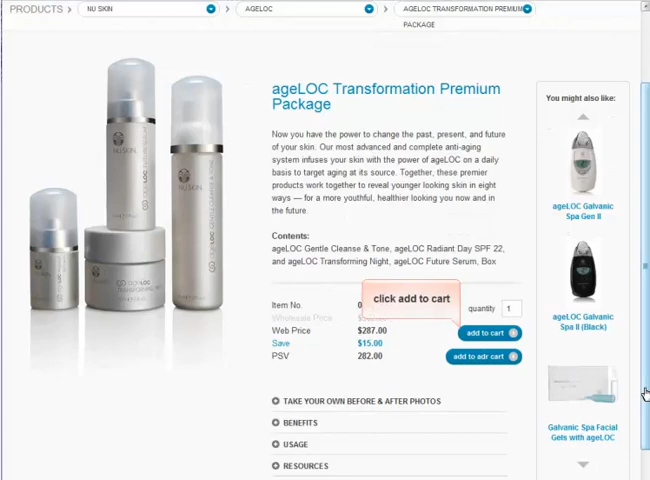 PRODUCTS
NU SKIN
AGELOC
AGELOC TRANSFORMATION PREMIUM
PACKAGE
ageLOC Transformation Premium
Package
Now you have the power to change the past, present, and future
of your skin. Our most advanced and complete anti-aging
system infuses your skin with the power of ageLOC on a daily
basis to target aging at its source. Together, these premier
products work together to reveal younger looking skin in eight
ways — for a more youthful, healthier looking you now and in
the future.
Contents:
ageLOC Gentle Cleanse & Tone, ageLOC Radiant Day SPF 22,
and ageLOC Transforming Night, ageLOC Future Serum, Box
Item No.
click add to cart
quantity 1
Wholesale Price
Web Price $287.00
add to cart
Save $15.00
PSV 282.00
add to adr cart
TAKE YOUR OWN BEFORE & AFTER PHOTOS
BENEFITS
USAGE
RESOURCES
You might also like:
ageLOC Galvanic
Spa Gen II
ageLOC Galvanic
Spa II (Black)
Galvanic Spa Facial
Gels with ageLOC
NU SKIN